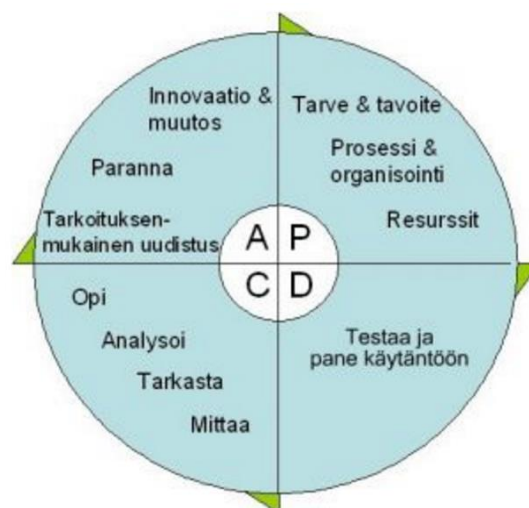 Innovaatio &
muutos
Paranna
Tarkoituksen-
mukainen uudistus
Tarve & tavoite
Prosessi &
organisointi
Resurssit
A P
C D
Opi
Analysoi
Tarkasta
Mittaa
Testaa ja
pane käytäntöön